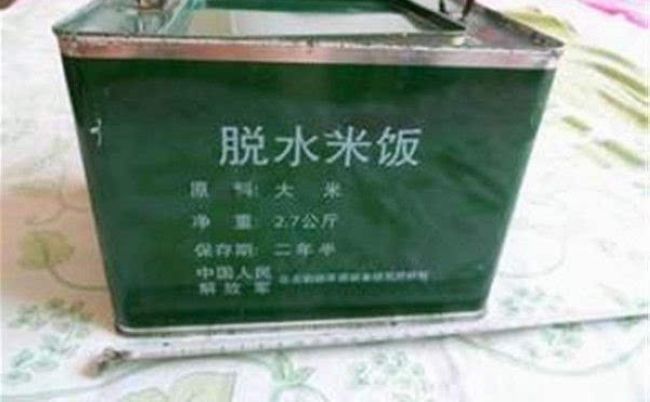 脱水米饭
原料: 大米
净重: 2.7公斤
保存期: 二年半
中国人民
解放军